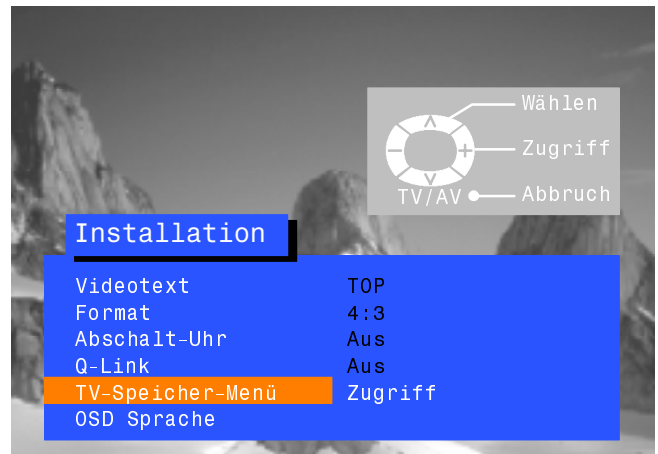 Wählen
Zugriff
TV/AV Abbruch
Installation
Videotext TOP
Format 4:3
Abschalt-Uhr Aus
Q-Link Aus
TV-Speicher-Menü Zugriff
OSD Sprache